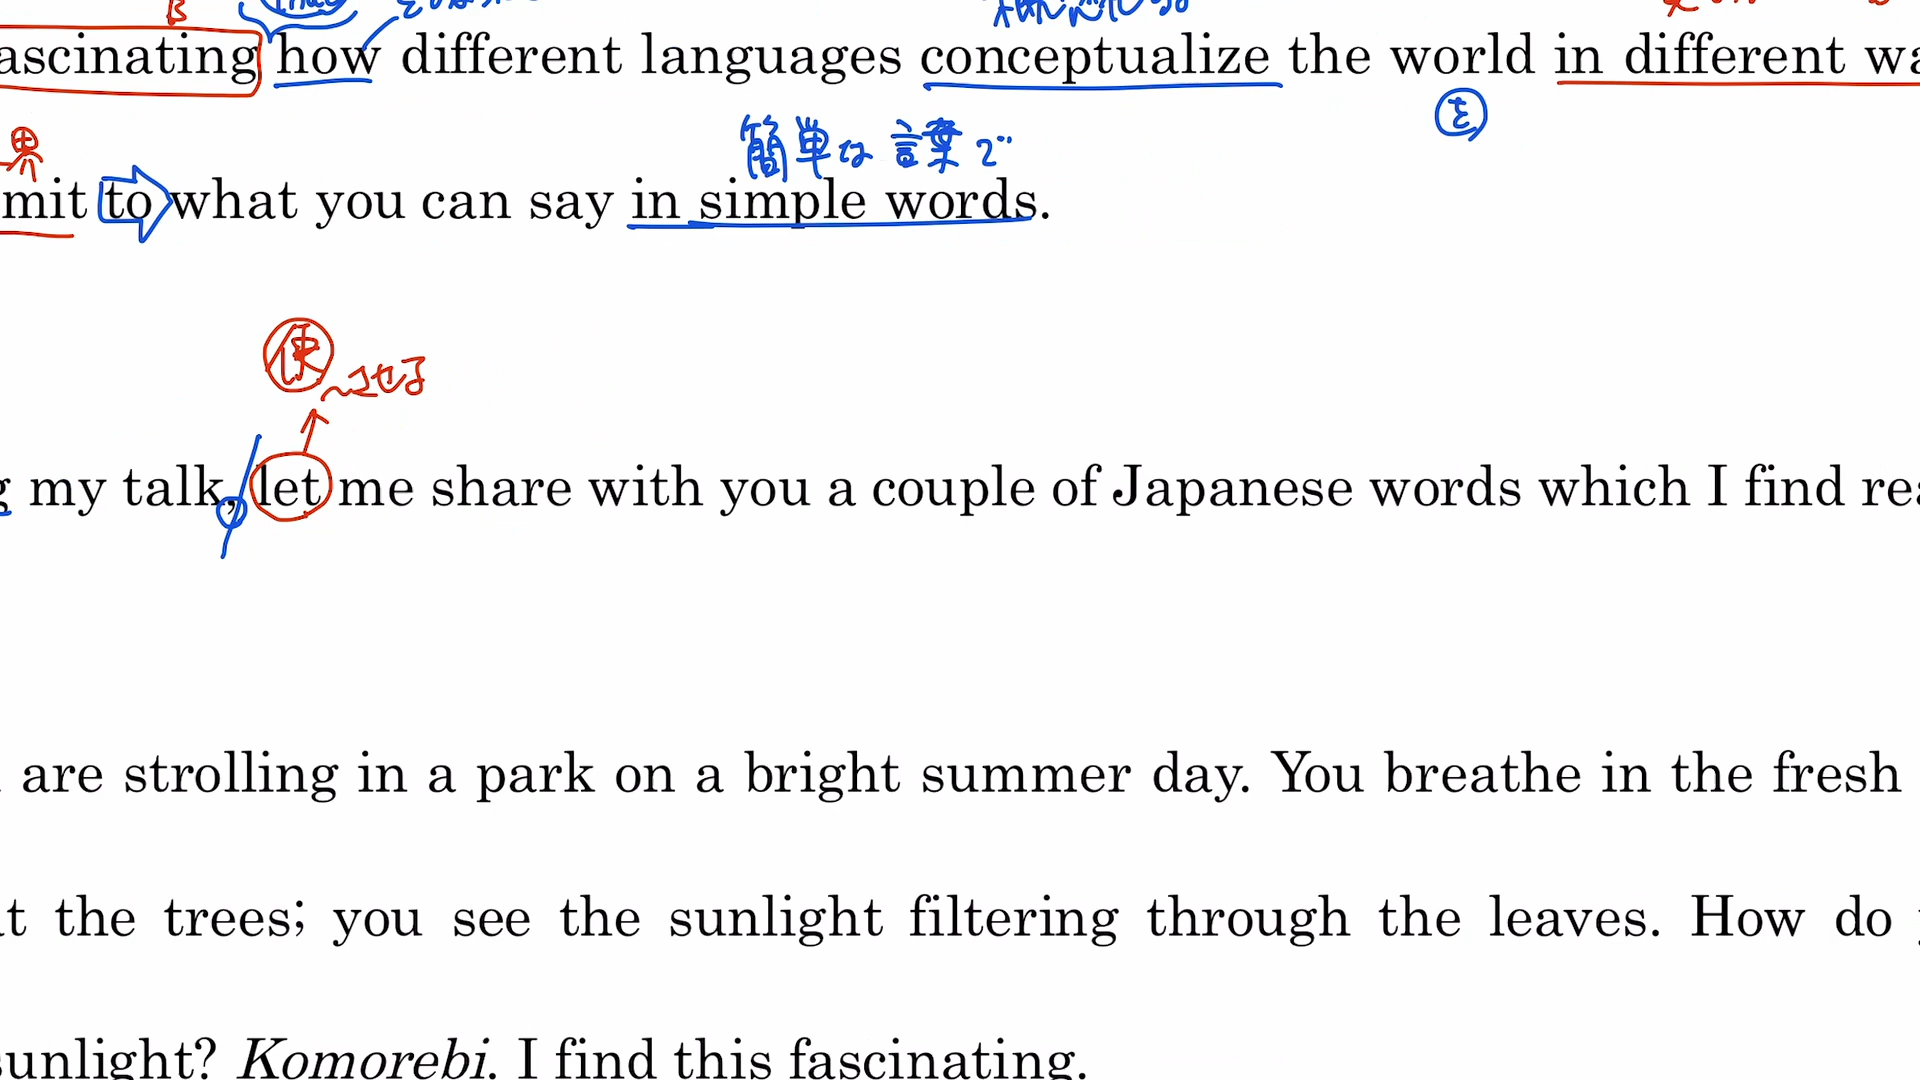 B
ascinating how different languages conceptualize the world in different wa
を
界 簡単な言葉で
mit to what you can say in simple words.
使 〜させる
g my talk, let me share with you a couple of Japanese words which I find rea
are strolling in a park on a bright summer day. You breathe in the fresh
at the trees; you see the sunlight filtering through the leaves. How do
sunlight? Komorebi. I find this fascinating.